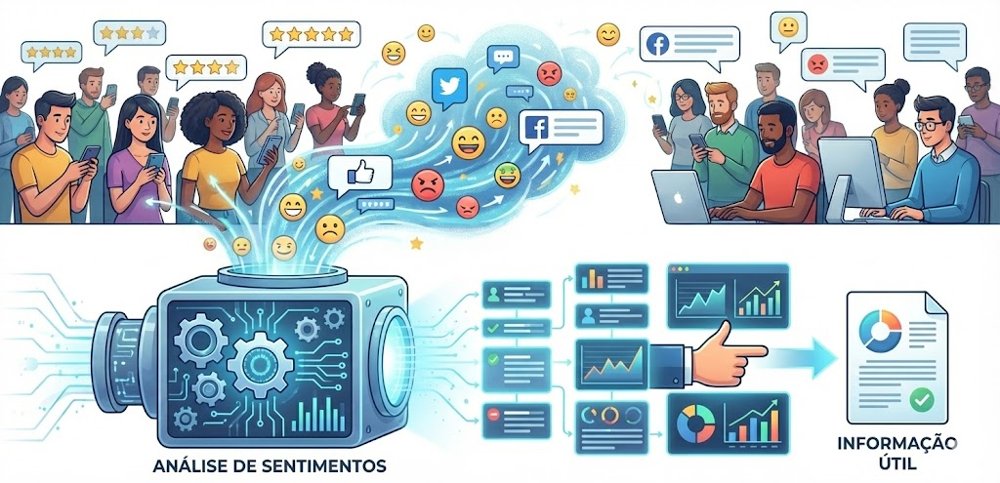 ANÁLISE DE SENTIMENTOS
INFORMAÇÃO
ÚTIL